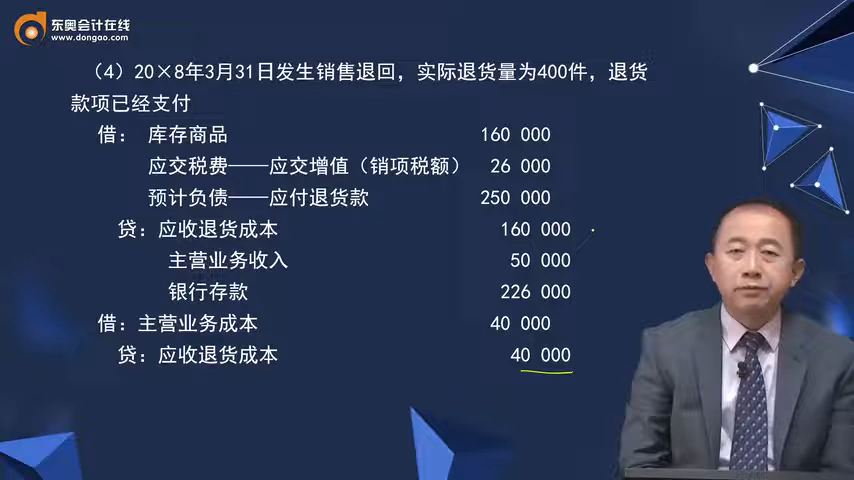 东奥会计在线
www.dongao.com
（4）20×8年3月31日发生销售退回，实际退货量为400件，退货
款项已经支付
借： 库存商品 160 000
应交税费——应交增值（销项税额） 26 000
预计负债——应付退货款 250 000
贷：应收退货成本 160 000
主营业务收入 50 000
银行存款 226 000
借：主营业务成本 40 000
贷：应收退货成本 40 000